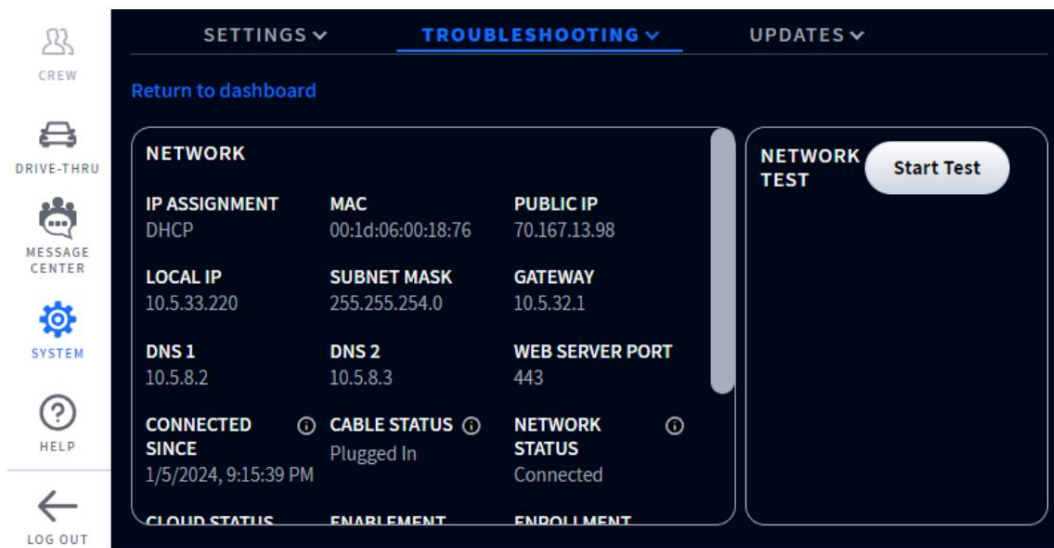 CREW
DRIVE-THRU
MESSAGE
CENTER
SYSTEM
HELP
LOG OUT
SETTINGS
TROUBLESHOOTING
UPDATES
Return to dashboard
NETWORK
IP ASSIGNMENT
DHCP
MAC
00:1d:06:00:18:76
PUBLIC IP
70.167.13.98
LOCAL IP
10.5.33.220
SUBNET MASK
255.255.254.0
GATEWAY
10.5.32.1
DNS 1
10.5.8.2
DNS 2
10.5.8.3
WEB SERVER PORT
443
CONNECTED
SINCE
1/5/2024, 9:15:39 PM
CABLE STATUS
Plugged In
NETWORK
STATUS
Connected
CLOUD STATUS
ENABLEMENT
ENROLLMENT
NETWORK
TEST
Start Test